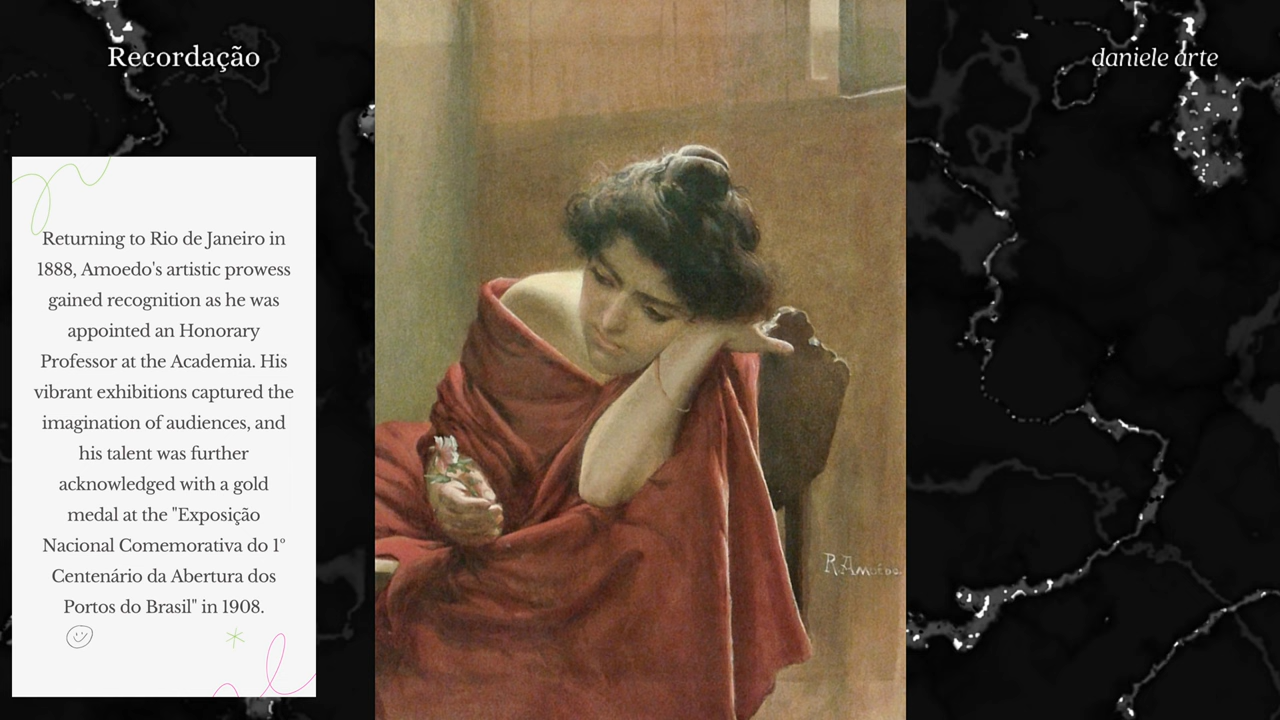 Recordação
daniele arte
Returning to Rio de Janeiro in
1888, Amoedo's artistic prowess
gained recognition as he was
appointed an Honorary
Professor at the Academia. His
vibrant exhibitions captured the
imagination of audiences, and
his talent was further
acknowledged with a gold
medal at the "Exposição
Nacional Comemorativa do 1º
Centenário da Abertura dos
Portos do Brasil" in 1908.
R. Amoedo